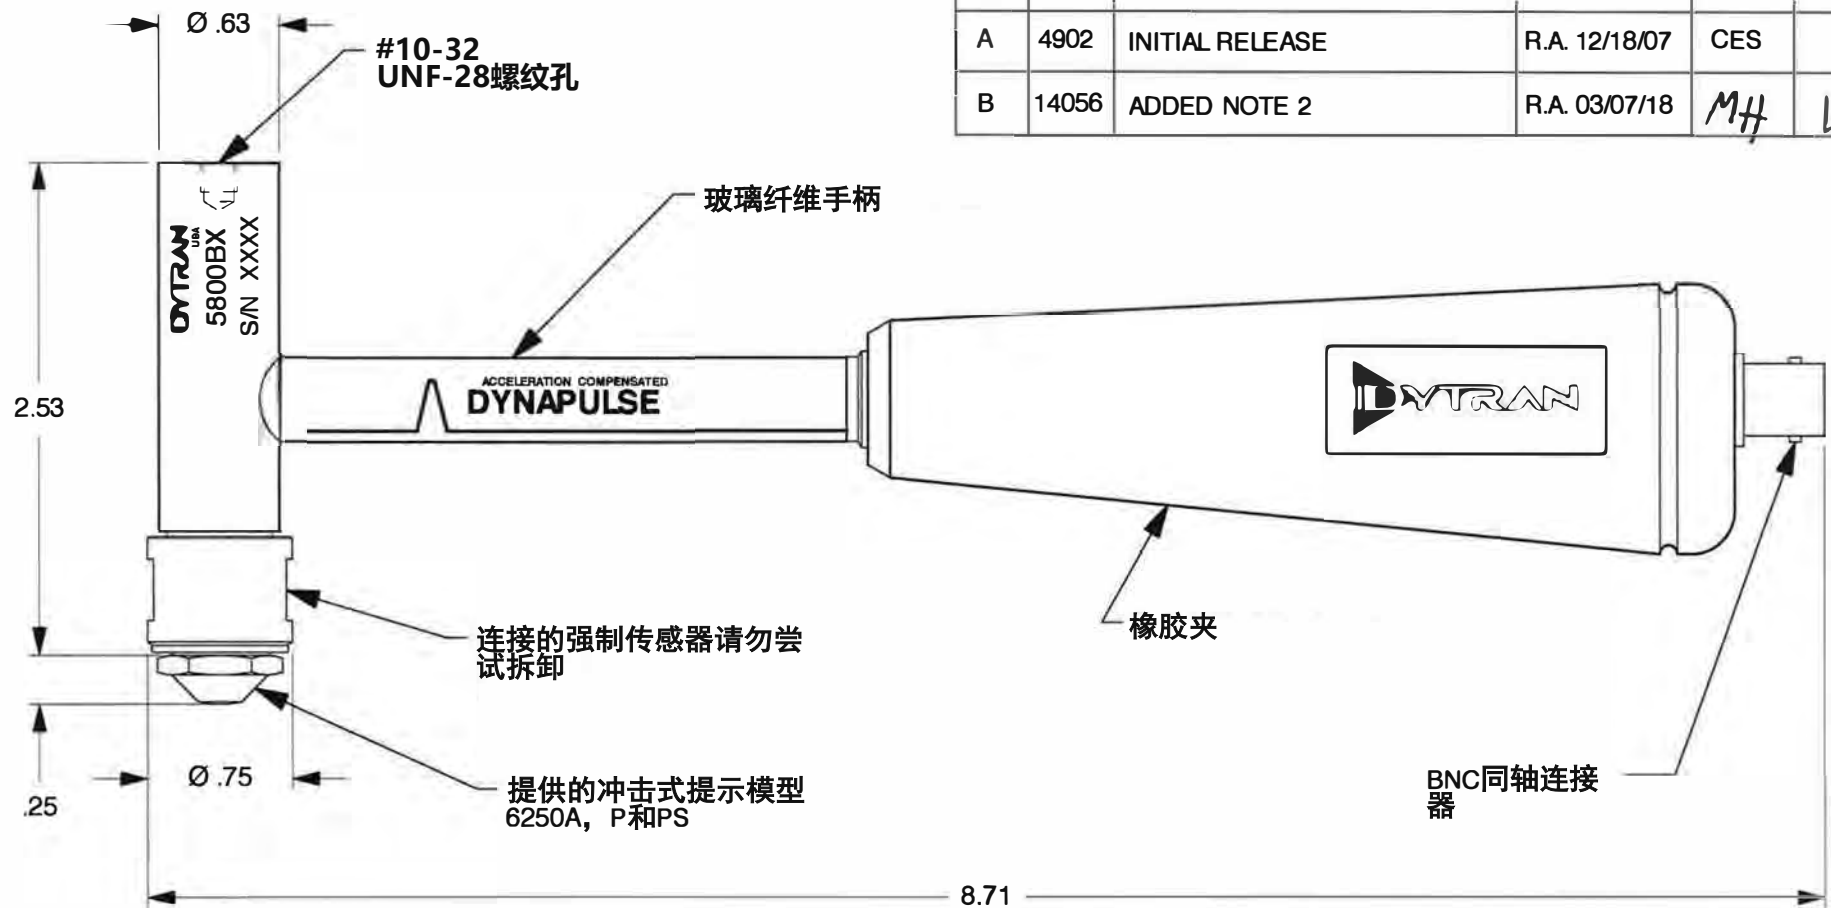 Ø .63
#10-32
UNF-28螺纹孔
A 4902 INITIAL RELEASE R.A. 12/18/07 CES
B 14056 ADDED NOTE 2 R.A. 03/07/18 MH
玻璃纤维手柄
DYTRAN
USA
5800BX
S/N XXXX
2.53
ACCELERATION COMPENSATED
DYNAPULSE
DYTRAN
橡胶夹
连接的强制传感器请勿尝
试拆卸
Ø .75
.25
提供的冲击式提示模型
6250A，P和PS
BNC同轴连接
器
8.71